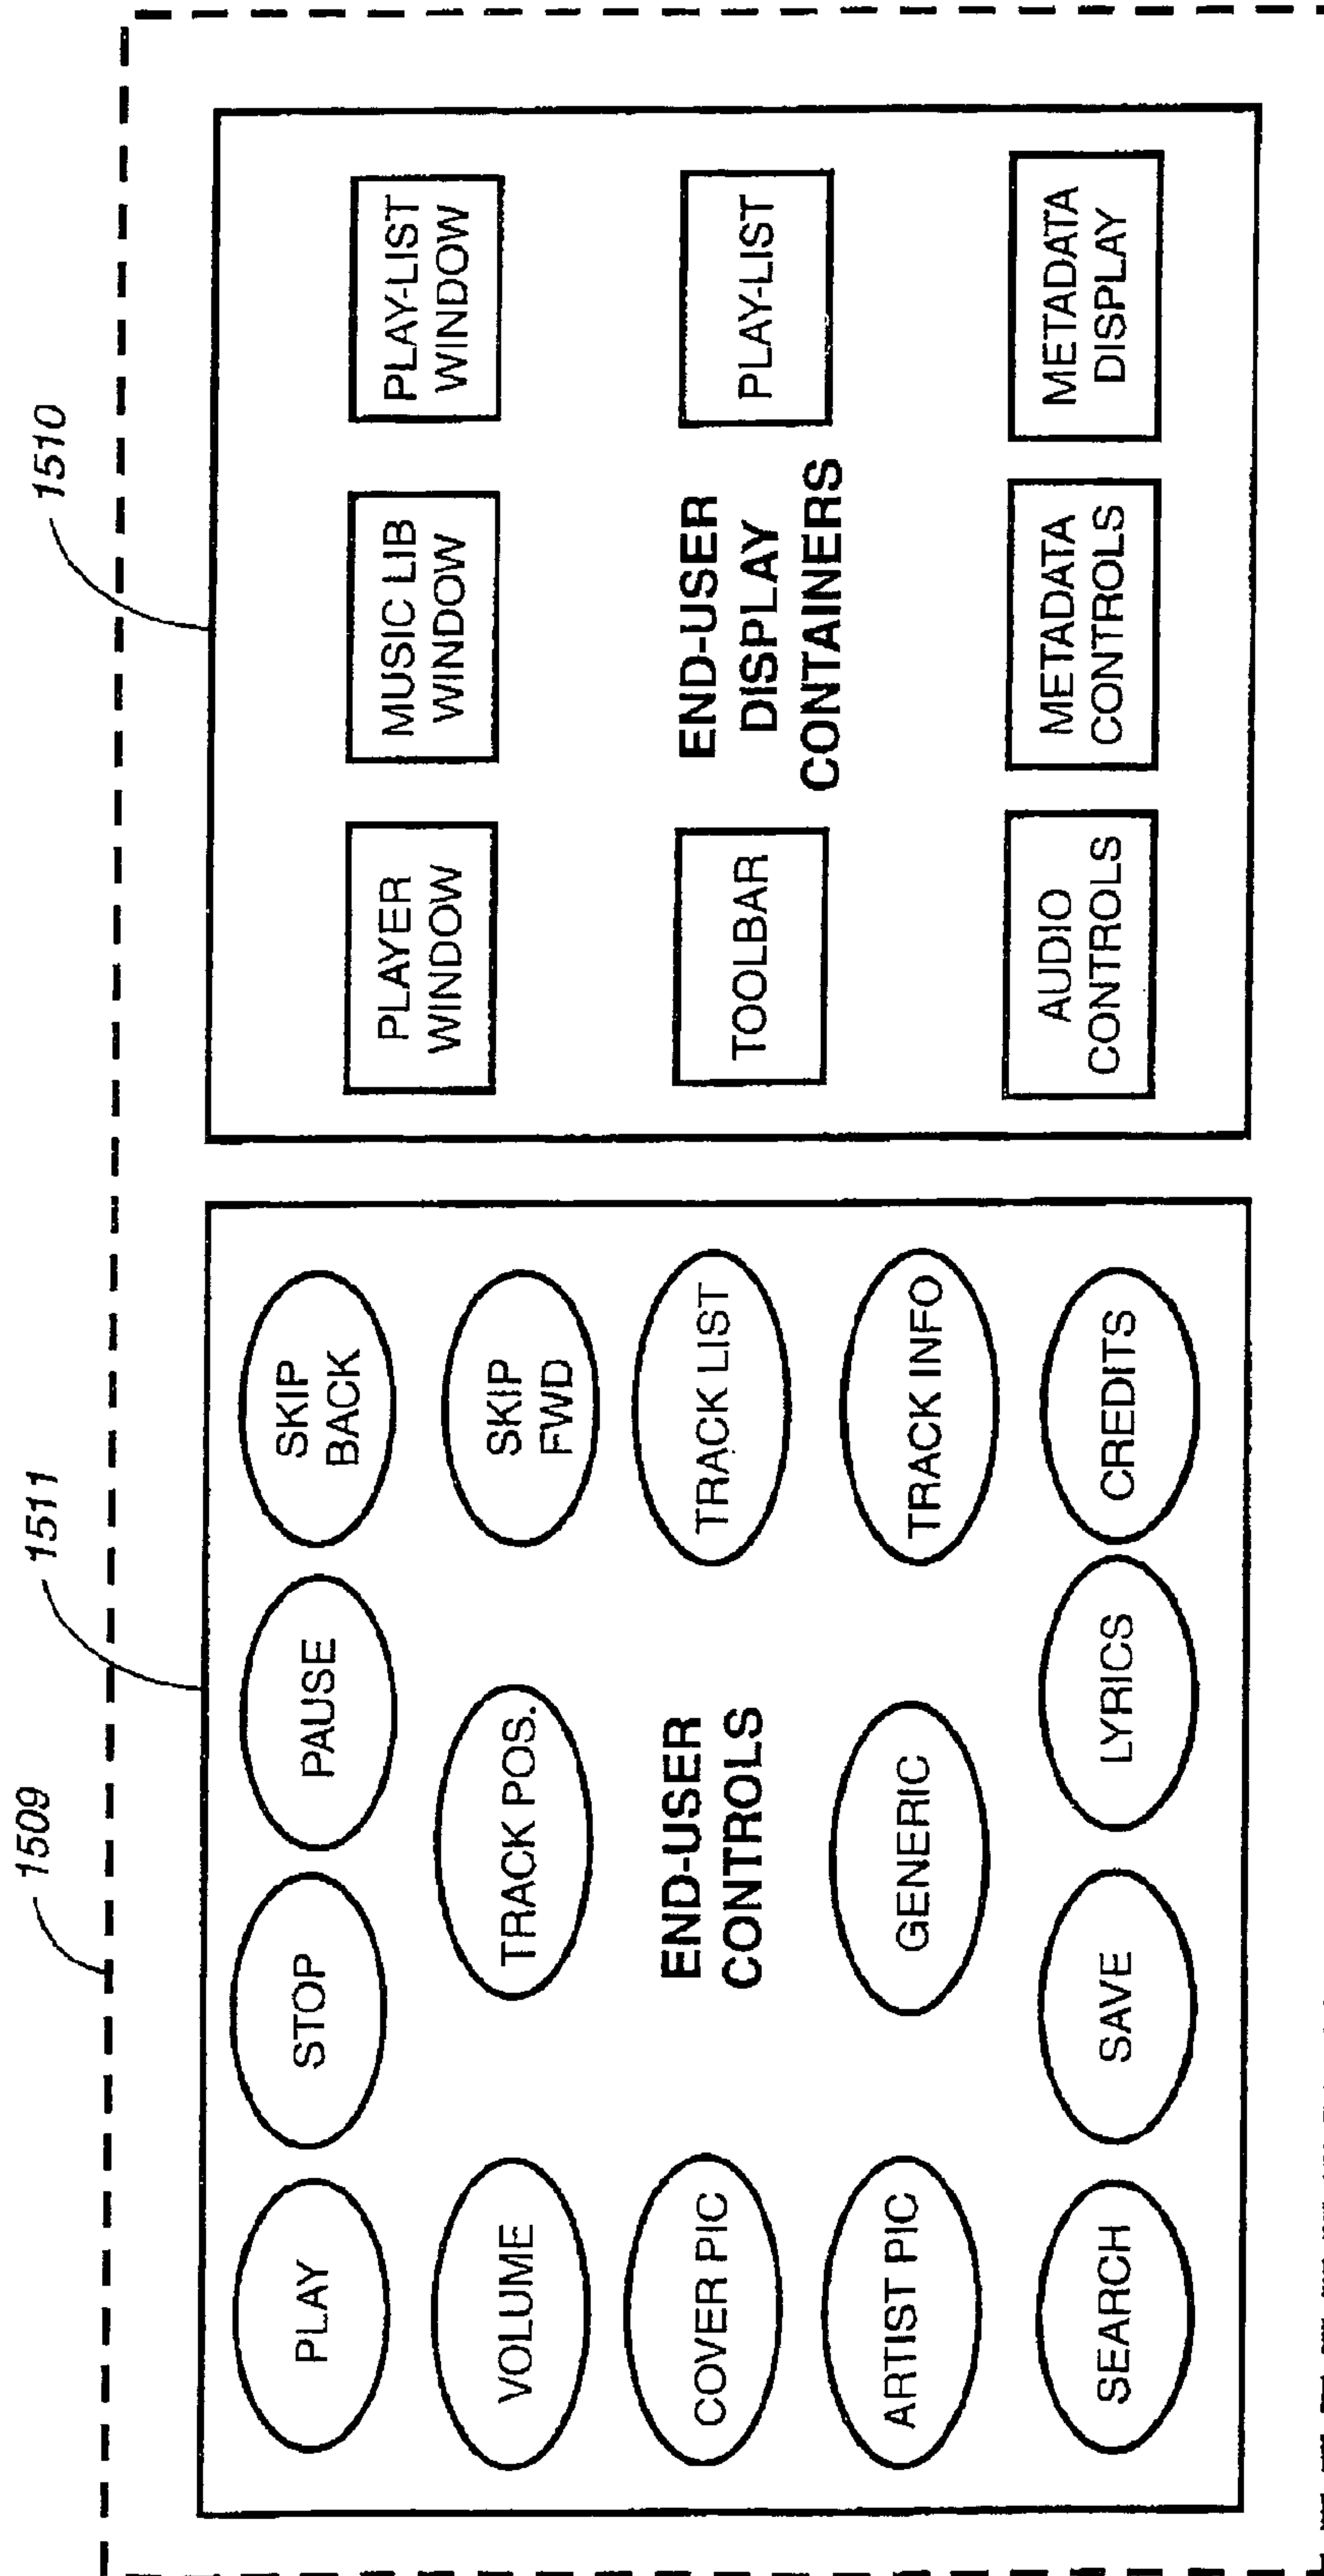 1509
1511
1510
PLAY
STOP
PAUSE
SKIP
BACK
VOLUME
TRACK POS.
SKIP
FWD
COVER PIC
END-USER
CONTROLS
TRACK LIST
ARTIST PIC
GENERIC
TRACK INFO
SEARCH
SAVE
LYRICS
CREDITS
PLAYER
WINDOW
MUSIC LIB
WINDOW
PLAY-LIST
WINDOW
TOOLBAR
END-USER
DISPLAY
CONTAINERS
PLAY-LIST
AUDIO
CONTROLS
METADATA
CONTROLS
METADATA
DISPLAY